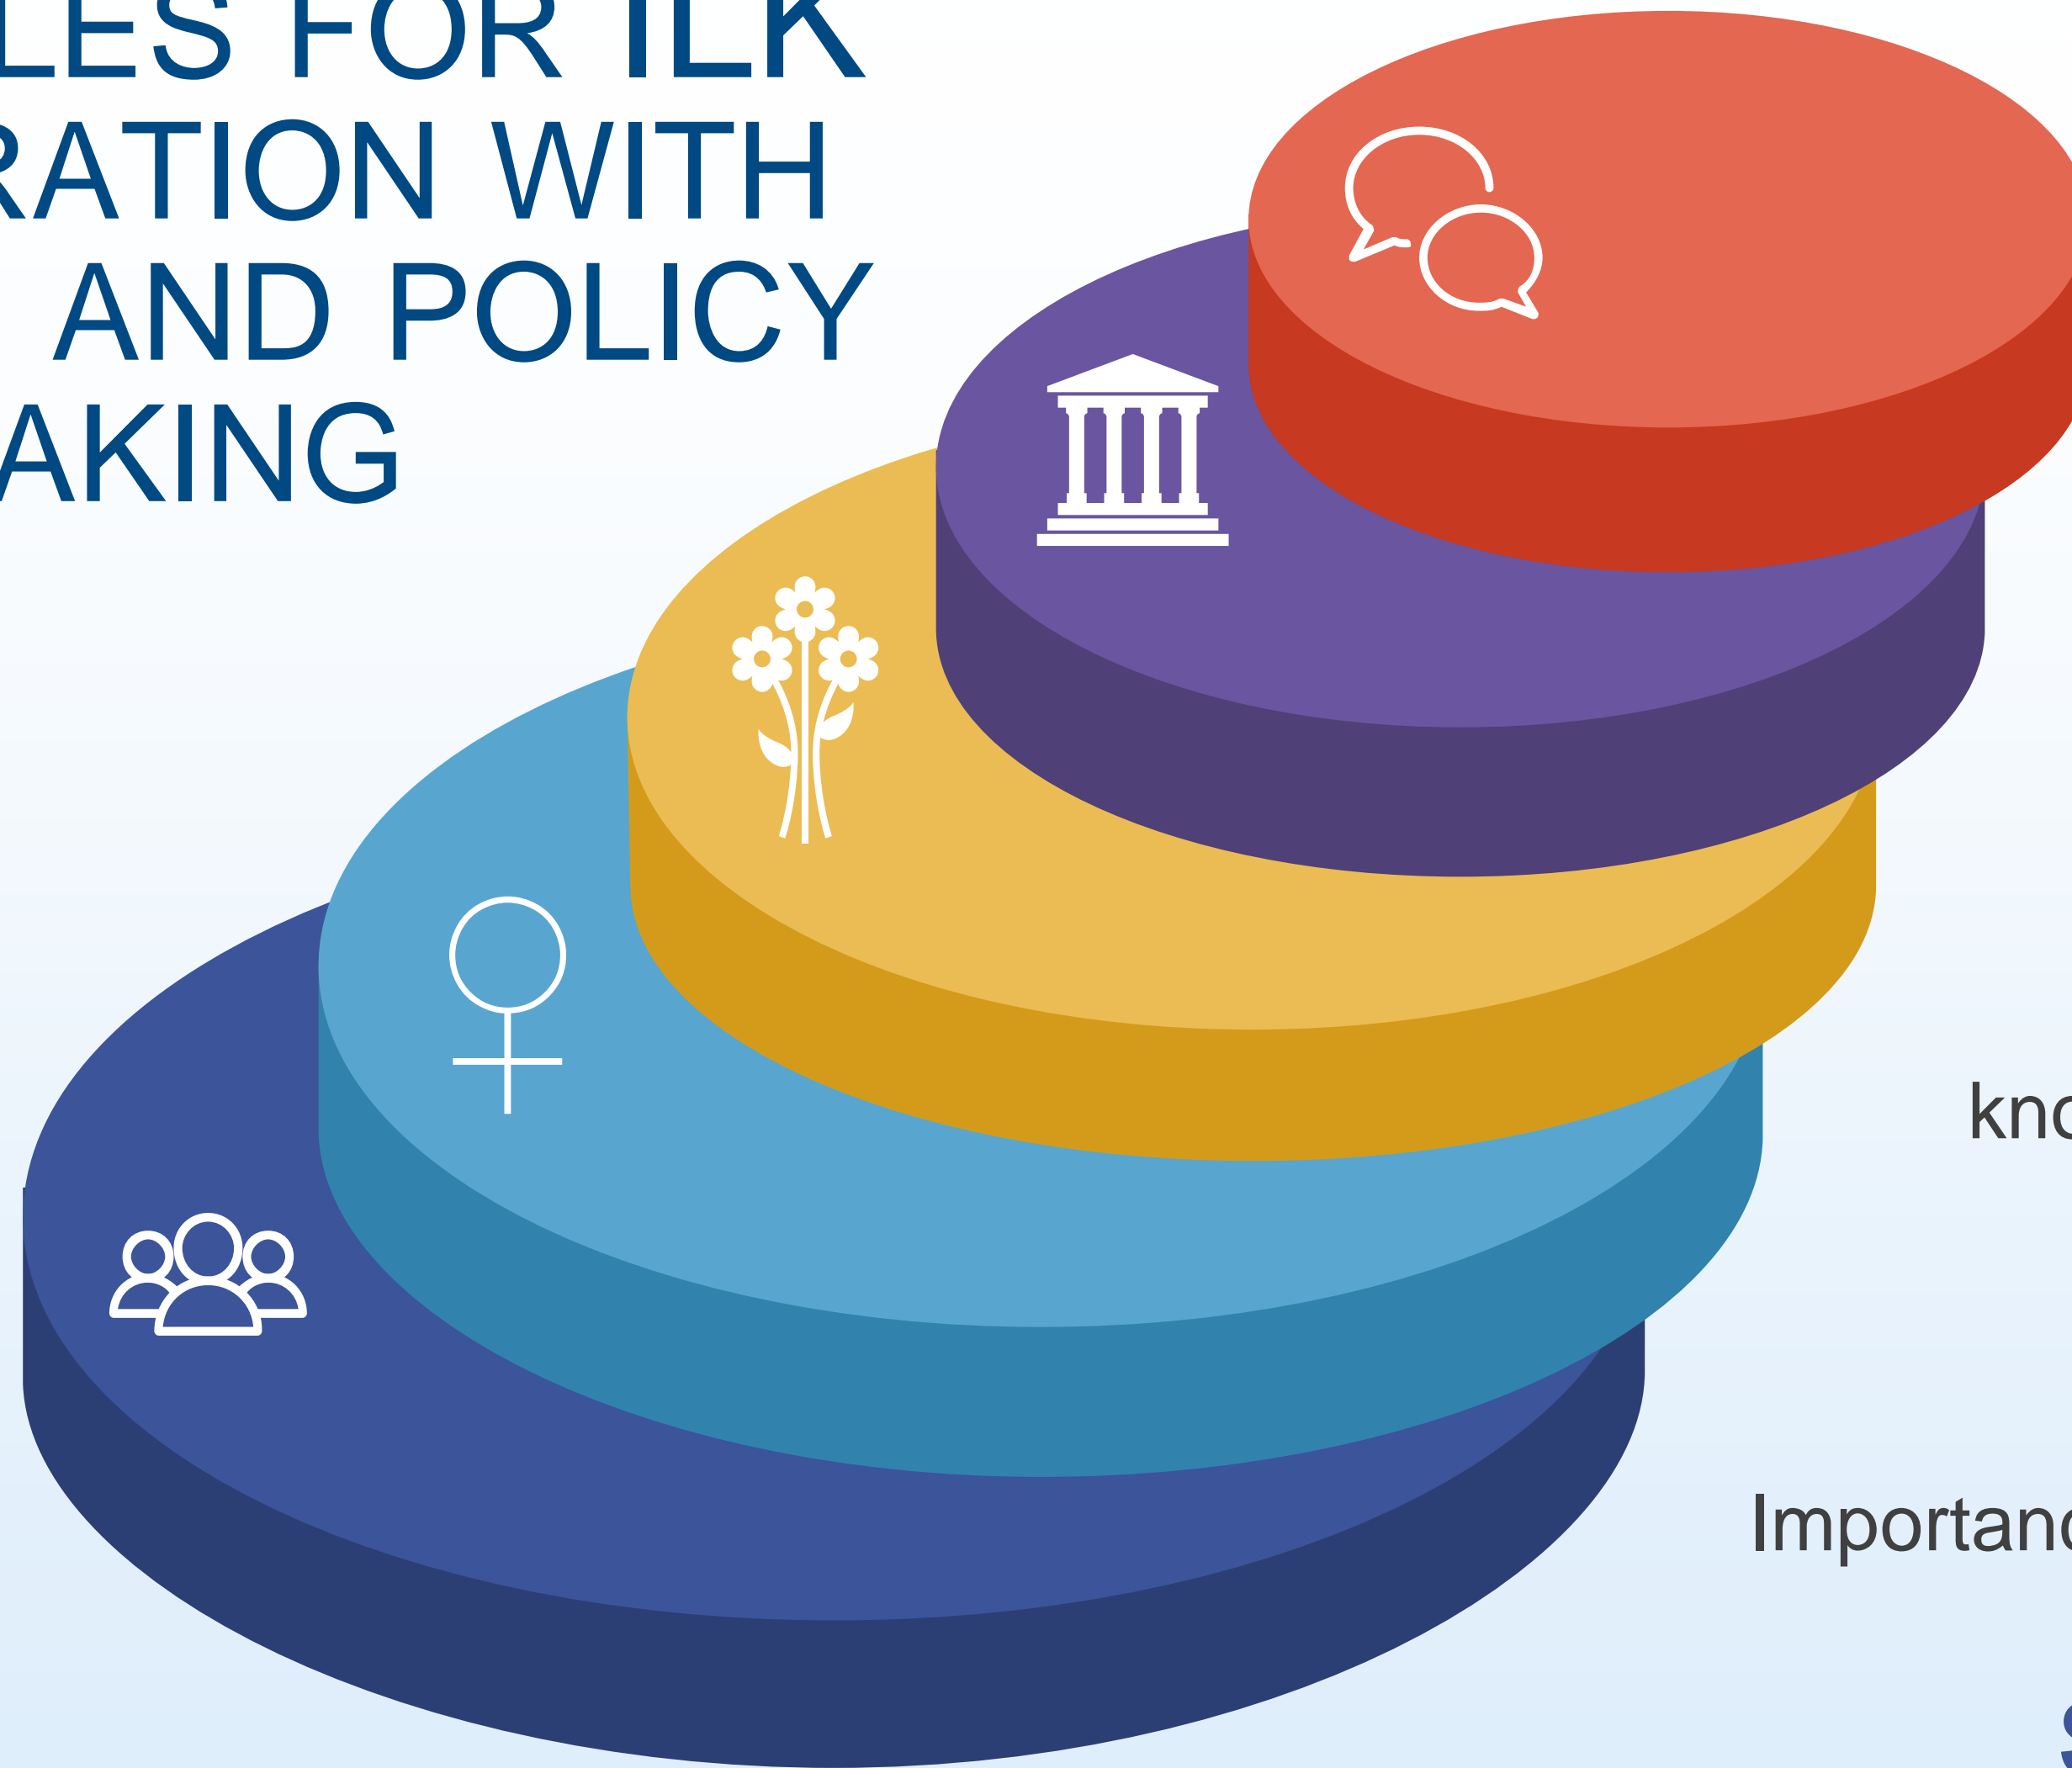 LES FOR ILK
RATION WITH
AND POLICY
AKING
kno
Importanc